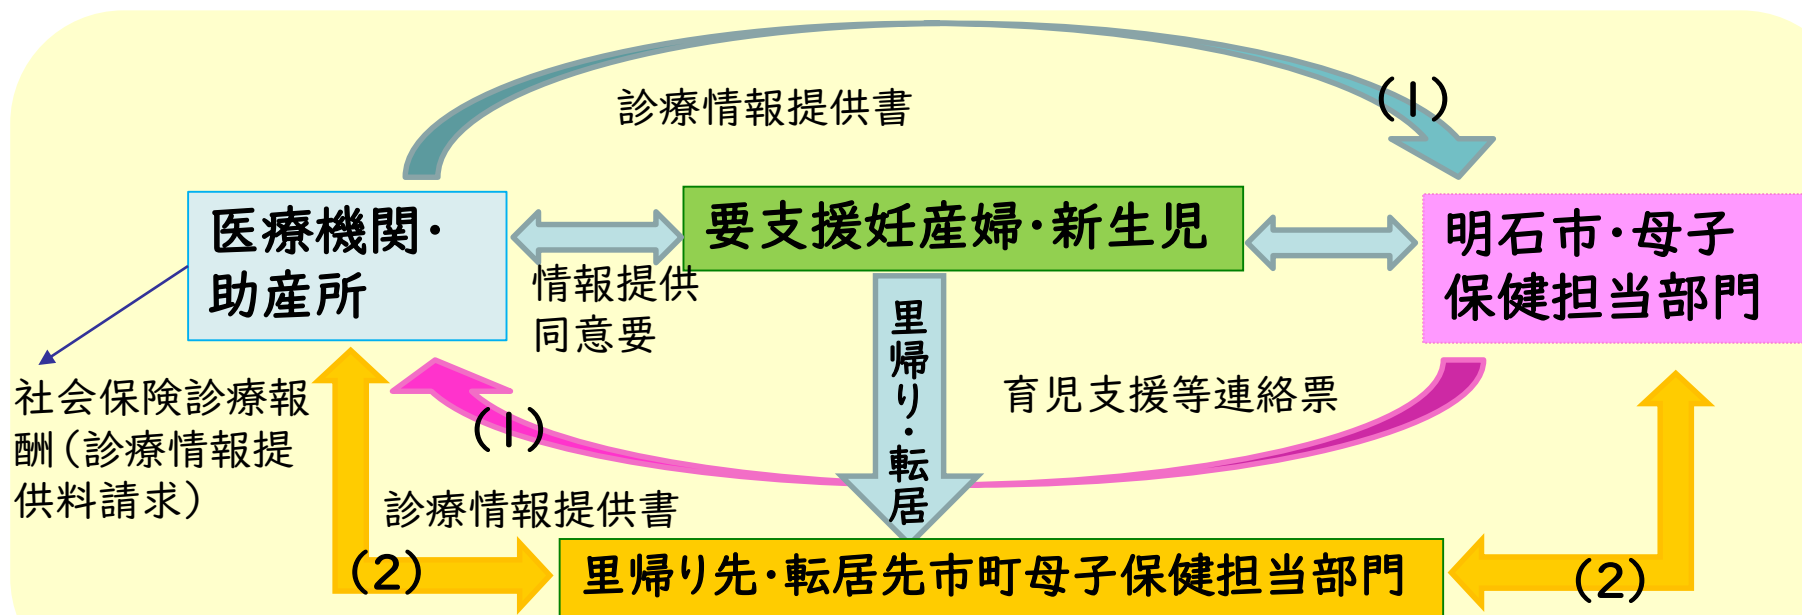 診療情報提供書
(1)
医療機関・
助産所
要支援妊産婦・新生児
明石市・母子
保健担当部門
情報提供
同意要
里帰り・転居
社会保険診療報
酬(診療情報提
供料請求)
(1)
育児支援等連絡票
診療情報提供書
(2)
里帰り先・転居先市町母子保健担当部門
(2)